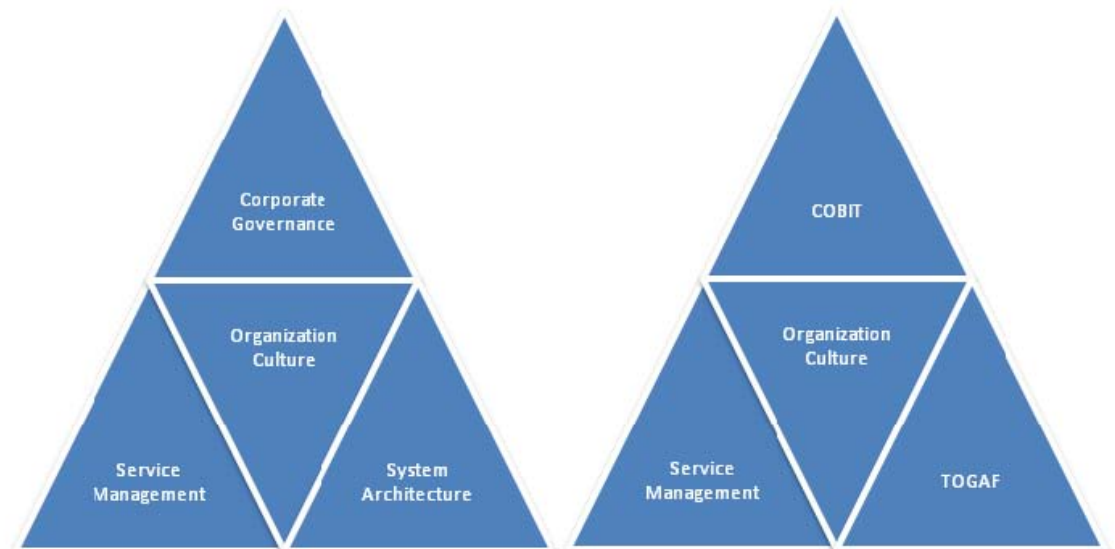 Corporate
Governance
Organization
Culture
Service
Management
System
Architecture
COBIT
Organization
Culture
Service
Management
TOGAF